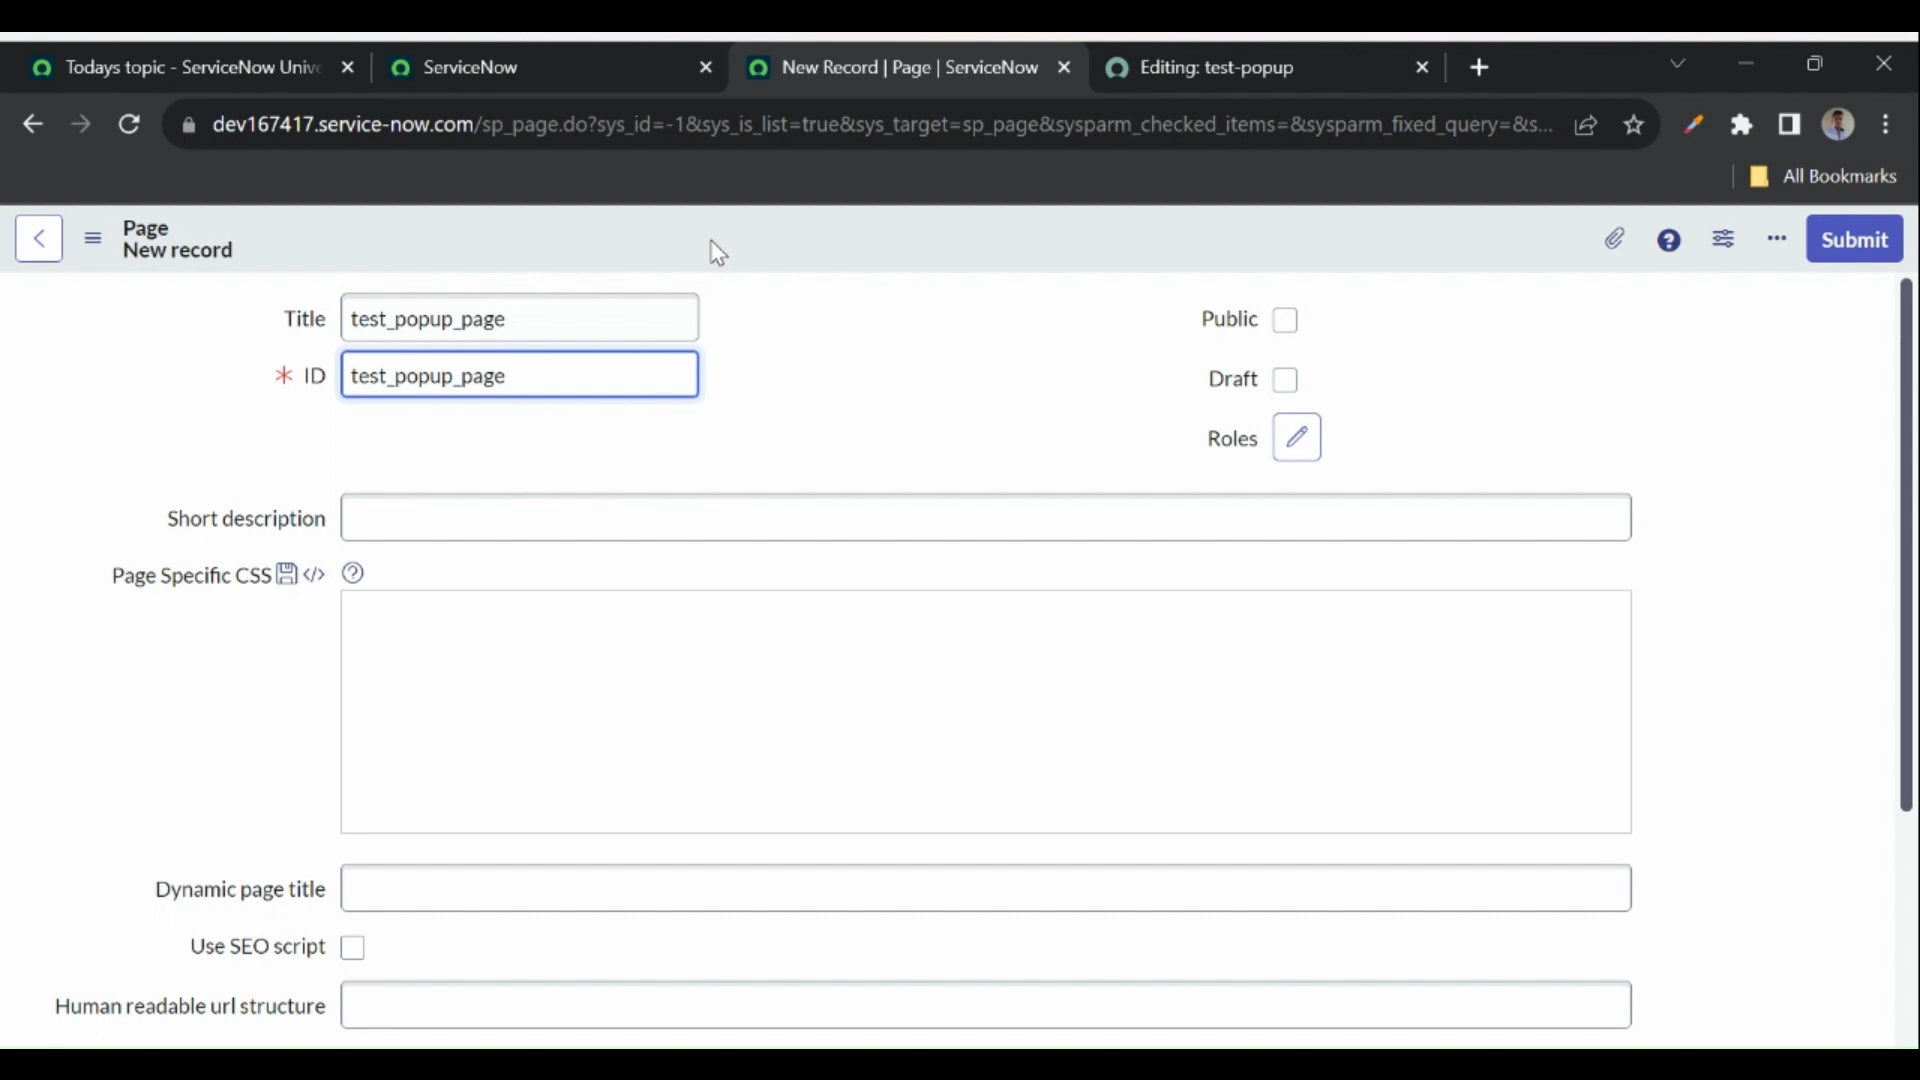 Todays topic - ServiceNow Unive
ServiceNow
New Record | Page | ServiceNow
Editing: test-popup
dev167417.service-now.com/sp_page.do?sys_id=-1&sys_is_list=true&sys_target=sp_page&sysparm_checked_items=&sysparm_fixed_query=&s...
All Bookmarks
Page
New record
Submit
Title test_popup_page
Public
* ID test_popup_page
Draft
Roles
Short description
Page Specific CSS
Dynamic page title
Use SEO script
Human readable url structure